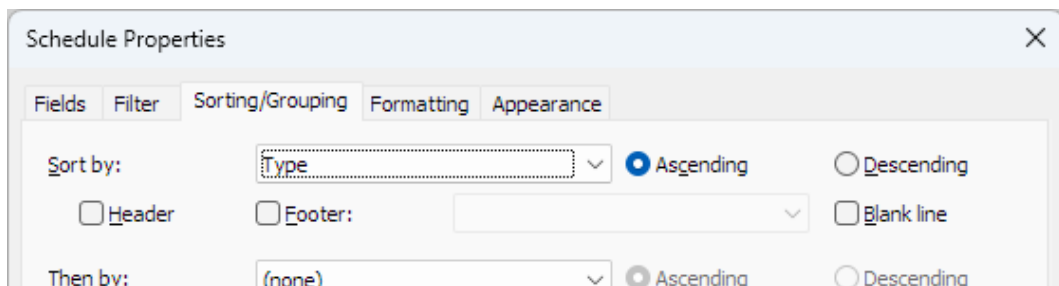 Schedule Properties
Fields Filter Sorting/Grouping Formatting Appearance
Sort by: Type Ascending Descending
Header Footer: Blank line
Then by: (none) Ascending Descending